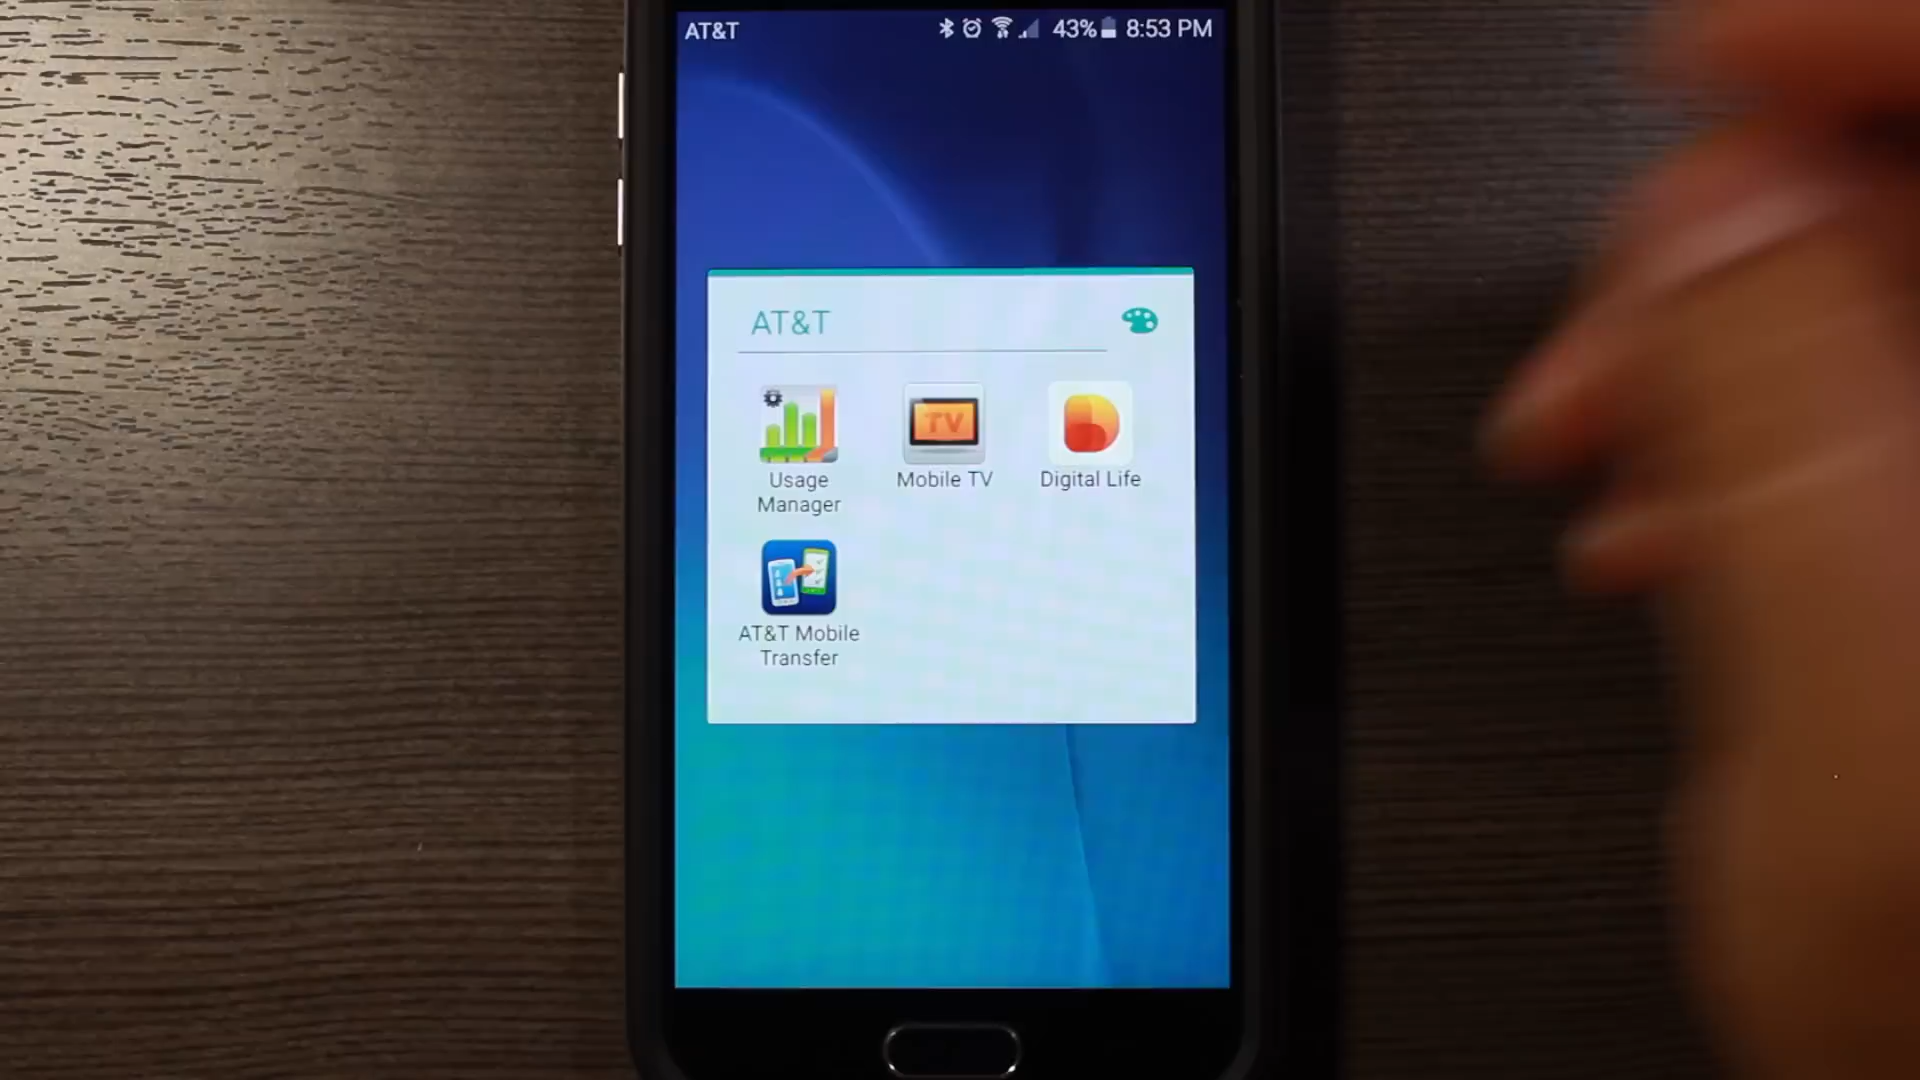 AT&T 43% 8:53 PM
AT&T
TV
Usage Mobile TV Digital Life
Manager
AT&T Mobile
Transfer